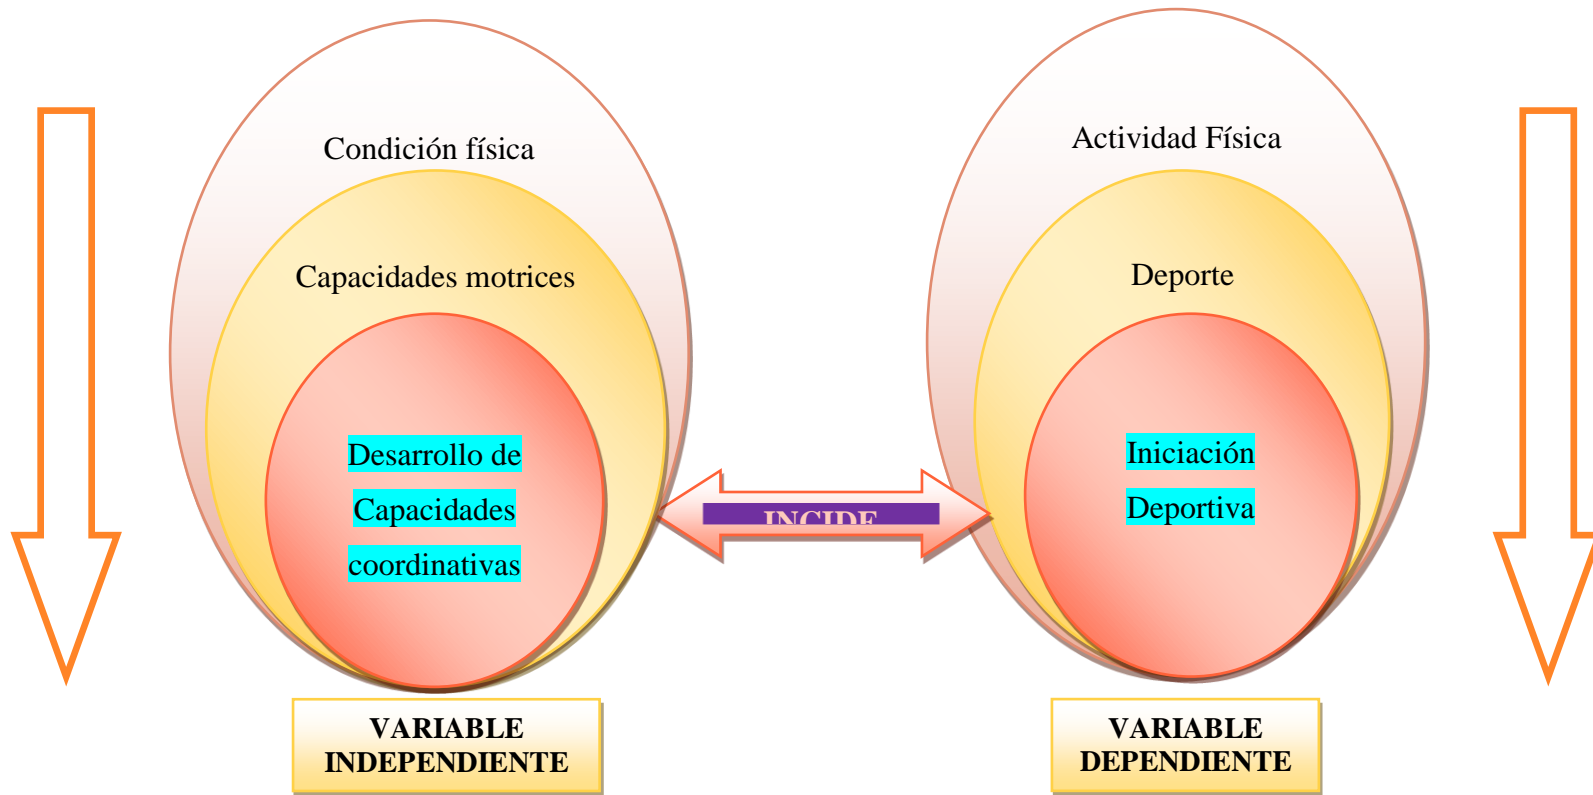 Condición física
Capacidades motrices
Desarrollo de
Capacidades
coordinativas
VARIABLE
INDEPENDIENTE
INCIDE
Actividad Física
Deporte
Iniciación
Deportiva
VARIABLE
DEPENDIENTE